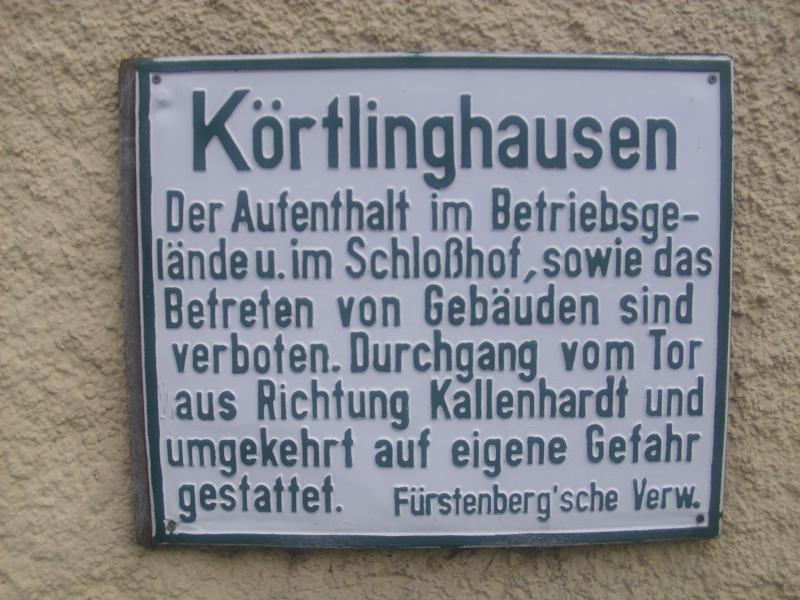 Körtlinghausen
Der Aufenthalt im Betriebsge-
lände u. im Schloßhof, sowie das
Betreten von Gebäuden sind
verboten. Durchgang vom Tor
aus Richtung Kallenhardt und
umgekehrt auf eigene Gefahr
gestattet. Fürstenberg'sche Verw.